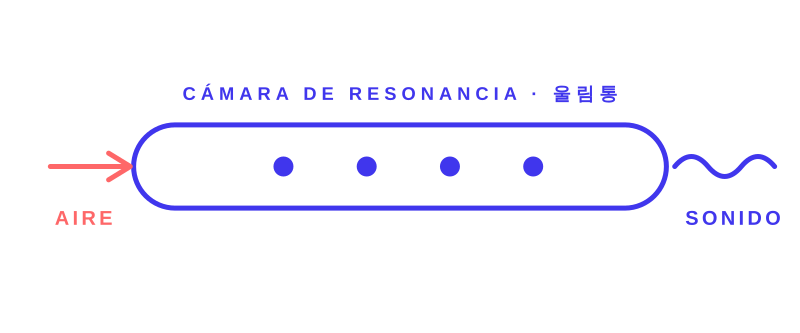 CÁMARA DE RESONANCIA · 울림통
AIRE
SONIDO